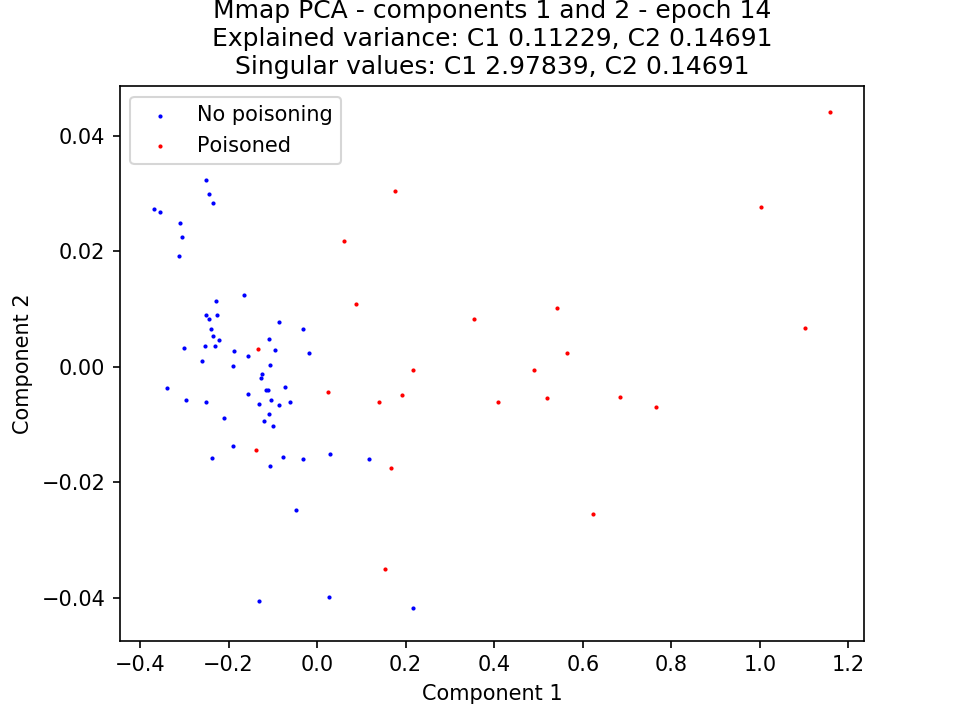 Mmap PCA - components 1 and 2 - epoch 14
Explained variance: C1 0.11229, C2 0.14691
Singular values: C1 2.97839, C2 0.14691
No poisoning
Poisoned
0.04
0.02
0.00
−0.02
−0.04
Component 2
−0.4 −0.2 0.0 0.2 0.4 0.6 0.8 1.0 1.2
Component 1